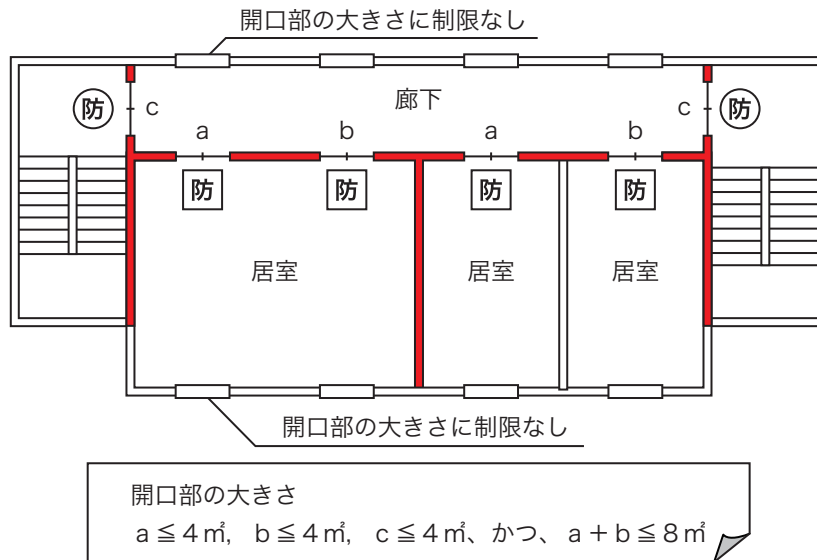 開口部の大きさに制限なし
廊下
防 c
c 防
a b a b
防 防 防 防
居室 居室 居室
開口部の大きさに制限なし
開口部の大きさ
a≦4㎡, b≦4㎡, c≦4㎡、かつ、a+b≦8㎡